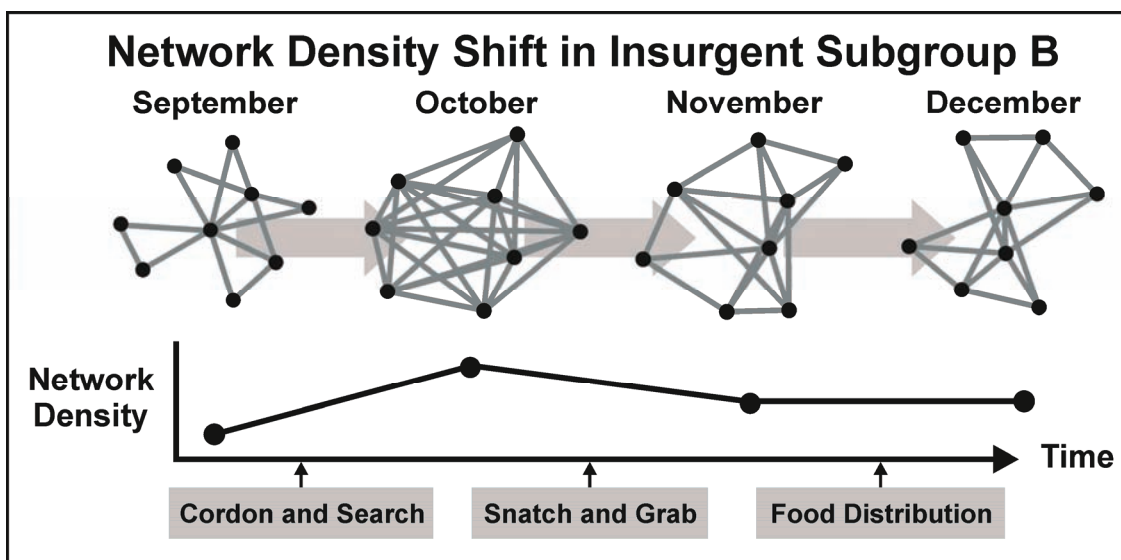 Network Density Shift in Insurgent Subgroup B
September October November December
Network
Density
Time
Cordon and Search Snatch and Grab Food Distribution